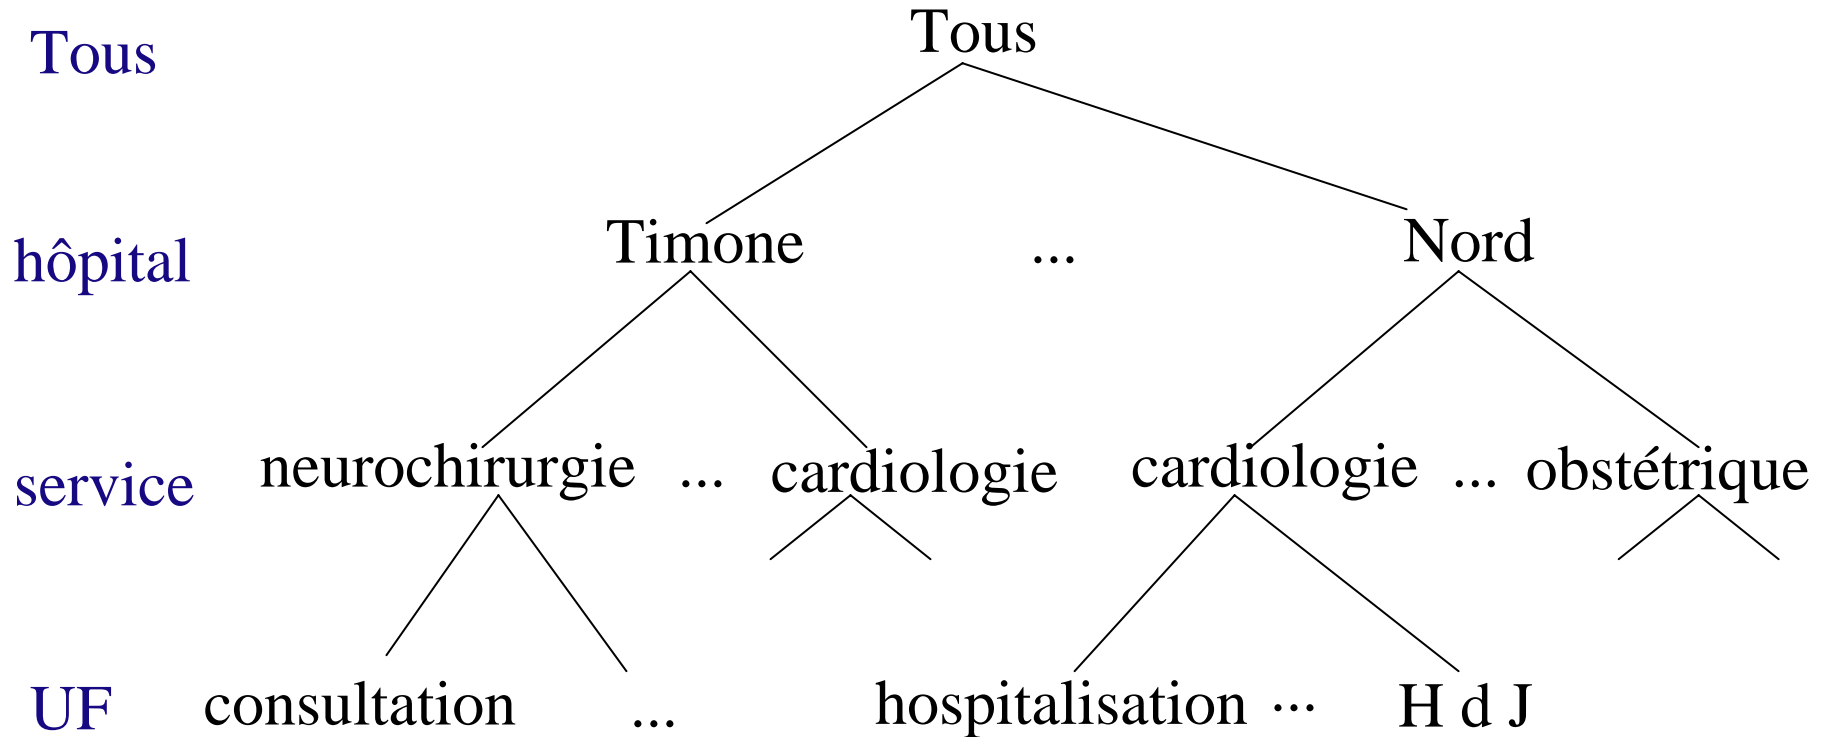 Tous Tous
hôpital Timone ... Nord
service neurochirurgie ... cardiologie cardiologie ... obstétrique
UF consultation ... hospitalisation ... H d J